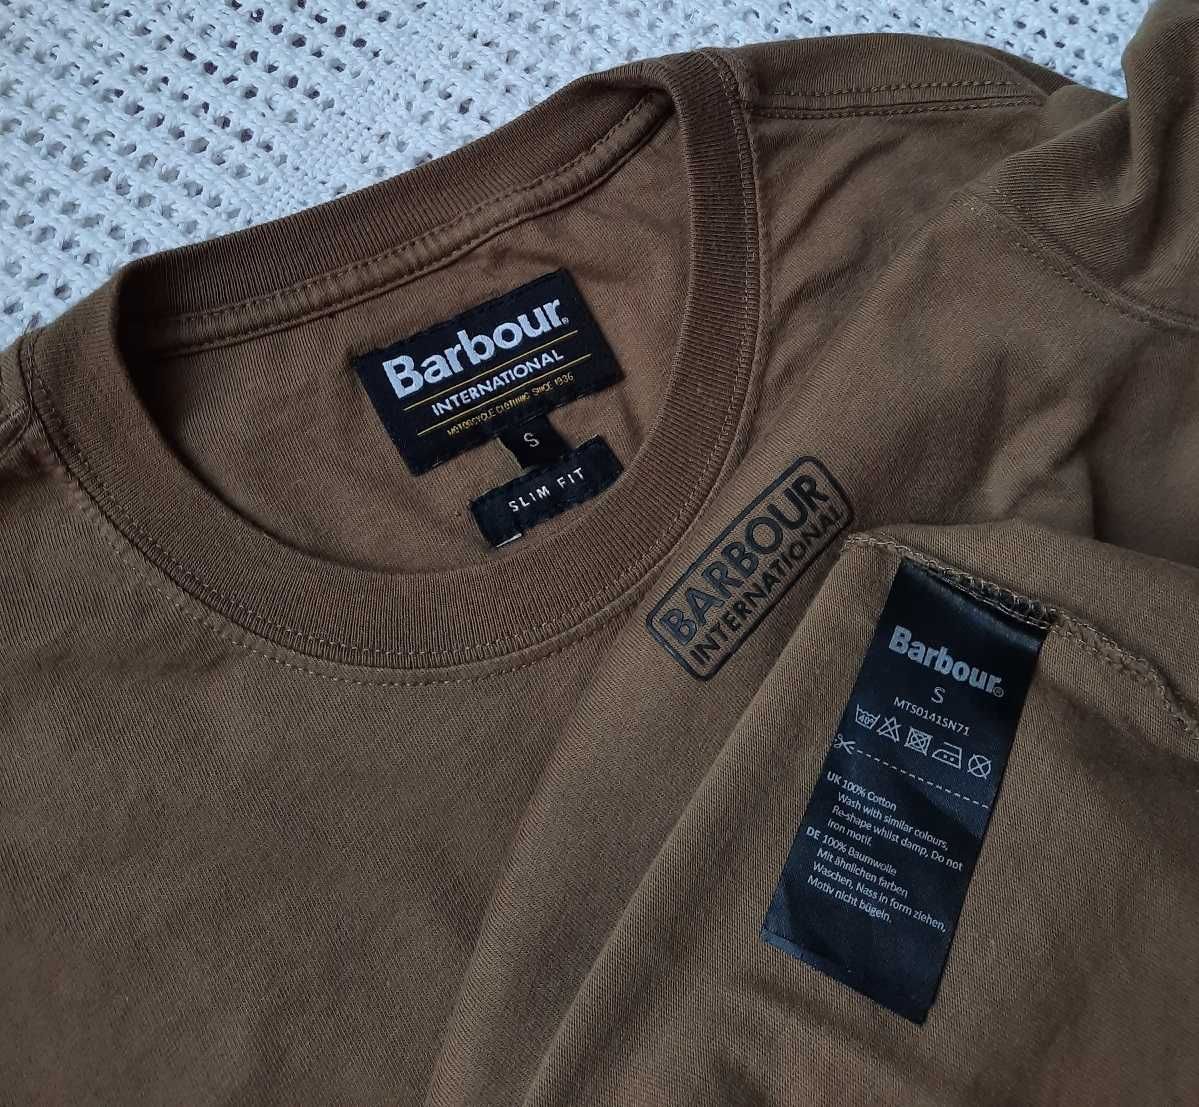 Barbour®
INTERNATIONAL
MOTORCYCLE CLOTHING SINCE 1936
S
SLIM FIT
BARBOUR
INTERNATIONAL
Barbour®
S
MTS0141SN71
40°
UK 100% Cotton
Wash with similar colours,
Re-shape whilst damp, Do not
iron motif.
DE 100% Baumwolle
Mit ähnlichen farben
Waschen, Nass in form ziehen,
Motiv nicht bügeln.